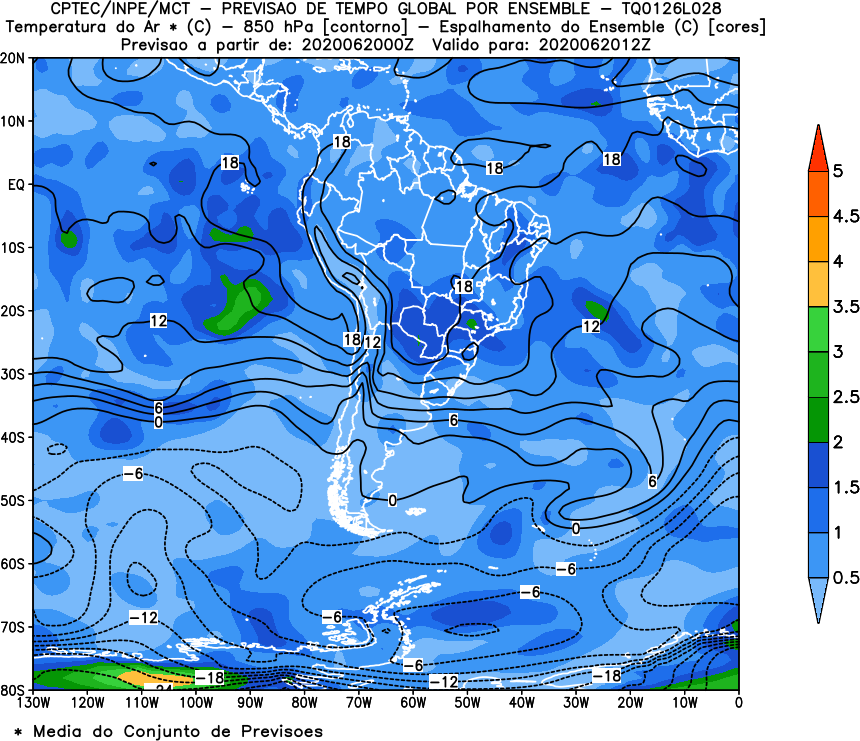 CPTEC/INPE/MCT – PREVISAO DE TEMPO GLOBAL POR ENSEMBLE – TQ0126L028
Temperatura do Ar * (C) – 850 hPa [contorno] – Espalhamento do Ensemble (C) [cores]
Previsao a partir de: 2020062000Z Valido para: 2020062012Z
20N
10N
EQ
10S
20S
30S
40S
50S
60S
70S
80S
18
18
18
18
18
12
12
18 12
6
0
6
6
-6
0
0
-6
-6
-12
-6
-6
-18
-12
-18
-24
130W 120W 110W 100W 90W 80W 70W 60W 50W 40W 30W 20W 10W 0
5
4.5
4
3.5
3
2.5
2
1.5
1
0.5
* Media do Conjunto de Previsoes